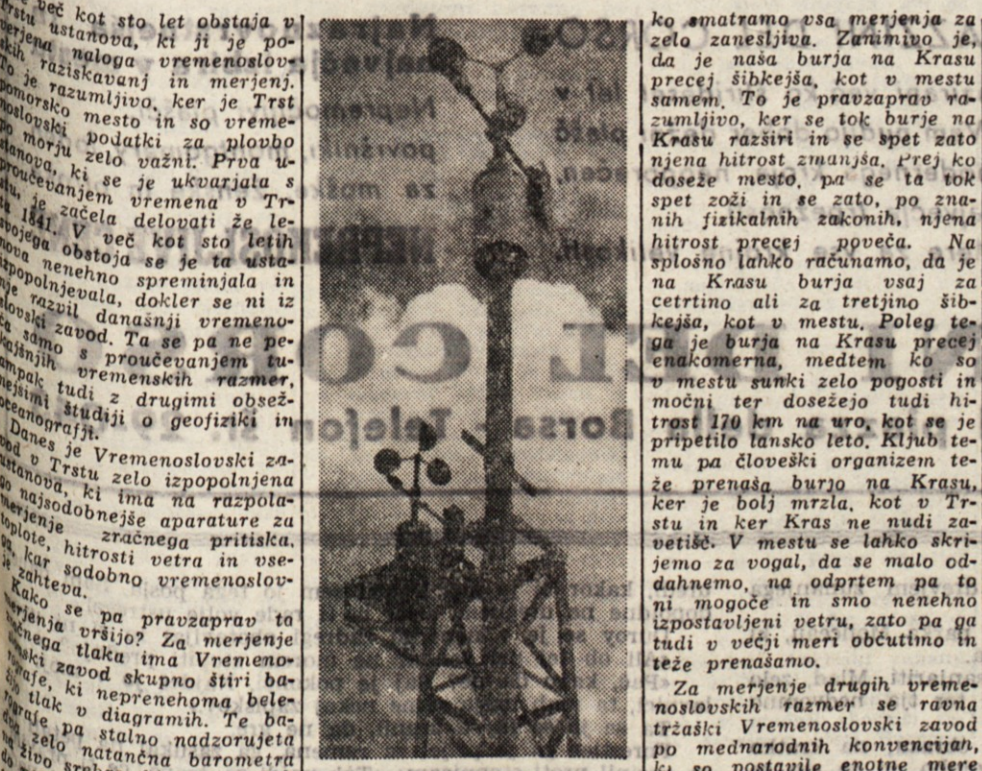 več kot sto let obstaja v
Trstu ustanova, ki ji je po-
verjena naloga vremenoslov-
skih raziskavanj in merjenj.
To je razumljivo, ker je Trst
pomorsko mesto in so vreme-
noslovski podatki za plovbo
po morju zelo važni. Prva u-
stanova, ki se je ukvarjala s
proučevanjem vremena v Tr-
stu, je začela delovati že le-
ta 1841. V več kot sto letih
svojega obstoja se je ta usta-
nova nenehno spreminjala in
izpopolnjevala, dokler se ni iz
nje razvil današnji vremeno-
slovski zavod. Ta se pa ne pe-
ča samo s proučevanjem tu-
kajšnjih vremenskih razmer,
ampak tudi z drugimi obsež-
nejšimi študiji o geofiziki in
oceanografji.
Danes je Vremenoslovski za-
vod v Trstu zelo izpopolnjena
ustanova, ki ima na razpola-
go najsodobnejše aparature za
merjenje zračnega pritiska,
toplote, hitrosti vetra in vse-
ga, kar sodobno vremenoslov-
je zahteva.
Kako se pa pravzaprav ta
merjenja vršijo? Za merjenje
zračnega tlaka ima Vremeno-
slovski zavod skupno štiri ba-
rografe, ki neprenehoma bele-
žijo tlak v diagramih. Te ba-
rografe pa stalno nadzorujeta
dva zelo natančna barometra
na živo
ko smatramo vsa merjenja za
zelo zanesljiva. Zanimivo je,
da je naša burja na Krasu
precej šibkejša, kot v mestu
samem. To je pravzaprav ra-
zumljivo, ker se tok burje na
Krasu razširi in se spet zato
njena hitrost zmanjša. Prej ko
doseže mesto, pa se ta tok
spet zoži in se zato, po zna-
nih fizikalnih zakonih, njena
hitrost precej poveča. Na
splošno lahko računamo, da je
na Krasu burja vsaj za
cetrtino ali za tretjino šib-
kejša, kot v mestu. Poleg te-
ga je burja na Krasu precej
enakomerna, medtem ko so
v mestu sunki zelo pogosti in
močni ter dosežejo tudi hi-
trost 170 km na uro, kot se je
pripetilo lansko leto. Kljub te-
mu pa človeški organizem te-
že prenaša burjo na Krasu,
ker je bolj mrzla, kot v Tr-
stu in ker Kras ne nudi za-
vetišč. V mestu se lahko skri-
jemo za vogal, da se malo od-
dahnemo, na odprtem pa to
ni mogoče in smo nenehno
izpostavljeni vetru, zato pa ga
tudi v večji meri občutimo in
teže prenašamo.
Za merjenje drugih vreme-
noslovskih razmer se ravna
tržaški Vremenoslovski zavod
po mednarodnih konvencijah,
ki so postavile enotne mere